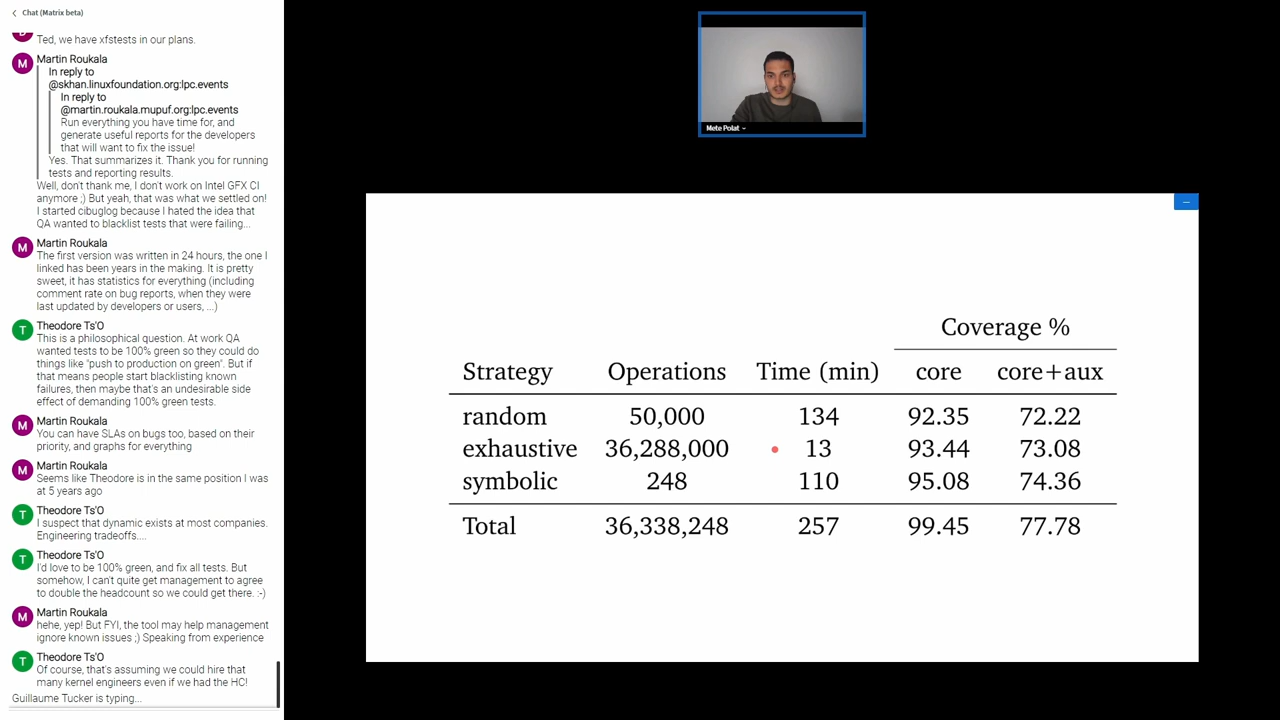 Chat (Matrix beta)
Ted, we have xfstests in our plans.
M
Martin Roukala
In reply to
@skhan.linuxfoundation.org:lpc.events
In reply to
@martin.roukala.mupuf.org:lpc.events
Run everything you have time for, and
generate useful reports for the developers
that will want to fix the issue!
Yes. That summarizes it. Thank you for running
tests and reporting results.
Well, don't thank me, I don't work on Intel GFX CI
anymore ;) But yeah, that was what we settled on!
I started cibuglog because I hated the idea that
QA wanted to blacklist tests that were failing...
M
Martin Roukala
The first version was written in 24 hours, the one I
linked has been years in the making. It is pretty
sweet, it has statistics for everything (including
comment rate on bug reports, when they were
last updated by developers or users, ...)
T
Theodore Ts'O
This is a philosophical question. At work QA
wanted tests to be 100% green so they could do
things like "push to production on green". But if
that means people start blacklisting known
failures, then maybe that's an undesirable side
effect of demanding 100% green tests.
M
Martin Roukala
You can have SLAs on bugs too, based on their
priority, and graphs for everything
M
Martin Roukala
Seems like Theodore is in the same position I was
at 5 years ago
T
Theodore Ts'O
I suspect that dynamic exists at most companies.
Engineering tradeoffs....
T
Theodore Ts'O
I'd love to be 100% green, and fix all tests. But
somehow, I can't quite get management to agree
to double the headcount so we could get there. :-)
M
Martin Roukala
hehe, yep! But FYI, the tool may help management
ignore known issues ;) Speaking from experience
T
Theodore Ts'O
Of course, that's assuming we could hire that
many kernel engineers even if we had the HC!
Guillaume Tucker is typing...
Mete Polat
Coverage %
Strategy Operations Time (min) core core+aux
random 50,000 134 92.35 72.22
exhaustive 36,288,000 13 93.44 73.08
symbolic 248 110 95.08 74.36
Total 36,338,248 257 99.45 77.78